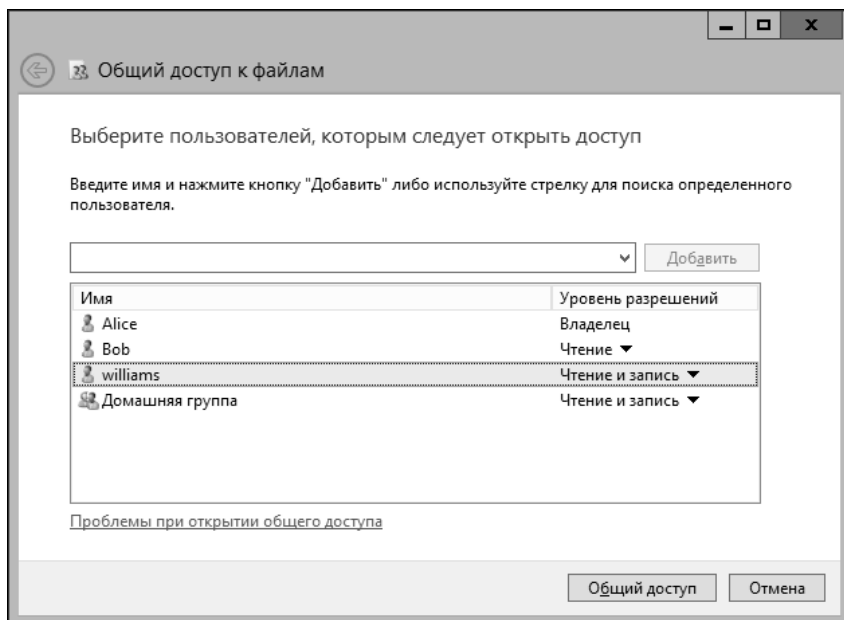 Общий доступ к файлам
Выберите пользователей, которым следует открыть доступ
Введите имя и нажмите кнопку "Добавить" либо используйте стрелку для поиска определенного
пользователя.
Добавить
Имя Уровень разрешений
Alice Владелец
Bob Чтение
williams Чтение и запись
Домашняя группа Чтение и запись
Проблемы при открытии общего доступа
Общий доступ Отмена